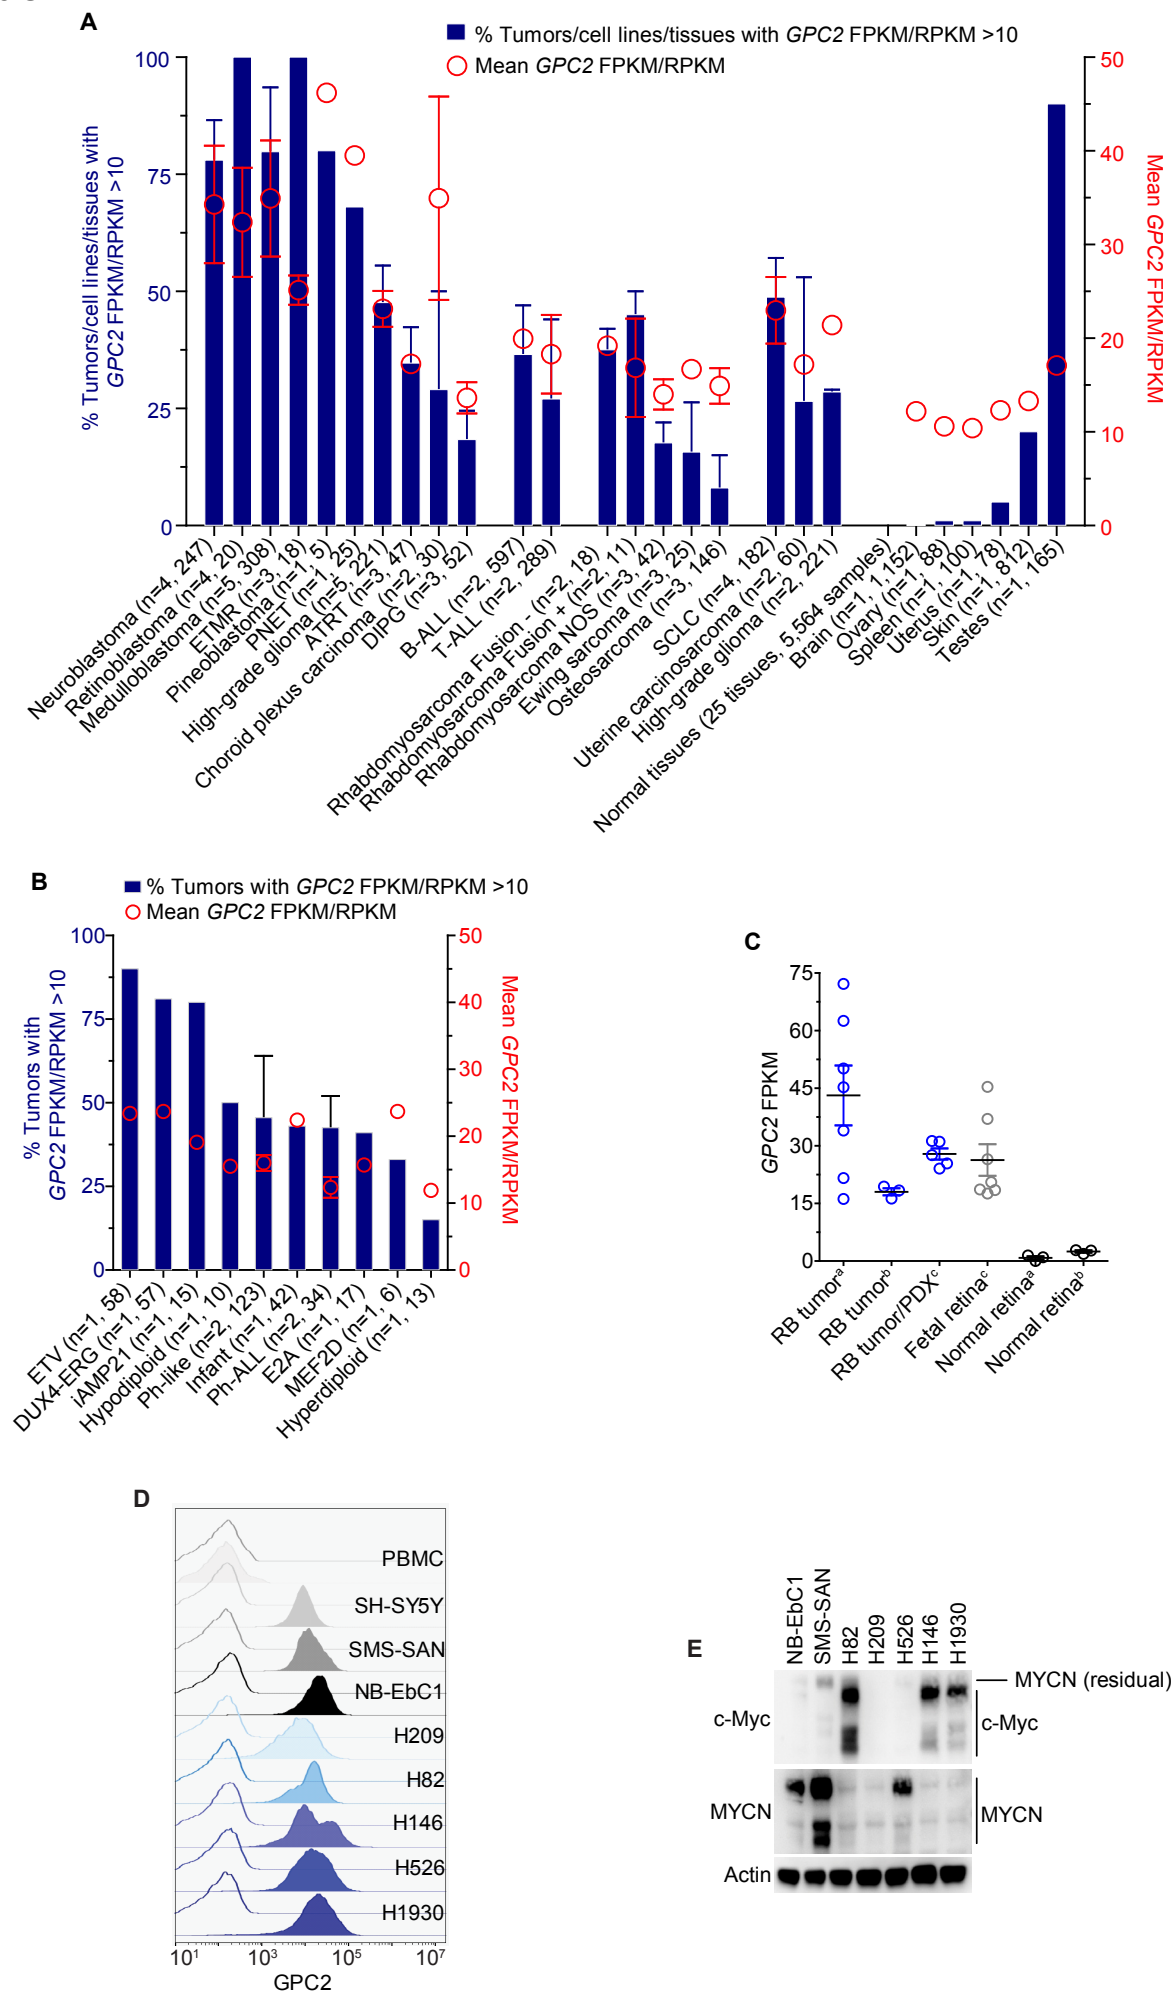 A
% Tumors/cell lines/tissues with GPC2 FPKM/RPKM >10
Mean GPC2 FPKM/RPKM
% Tumors/cell lines/tissues with
GPC2 FPKM/RPKM >10
100
75
50
25
0
50
40
30
20
10
0
Mean GPC2 FPKM/RPKM
Neuroblastoma (n=4, 247)
Retinoblastoma (n=4, 20)
Medulloblastoma (n=5, 308)
ETMR (n=3, 18)
Pineoblastoma (n=1, 5)
PNET (n=1, 25)
High-grade glioma (n=5, 221)
ATRT (n=3, 47)
Choroid plexus carcinoma (n=2, 30)
DIPG (n=3, 52)
B-ALL (n=2, 597)
T-ALL (n=2, 289)
Rhabdomyosarcoma Fusion - (n=2, 18)
Rhabdomyosarcoma Fusion + (n=2, 11)
Rhabdomyosarcoma NOS (n=3, 42)
Ewing sarcoma (n=3, 25)
Osteosarcoma (n=3, 146)
SCLC (n=4, 182)
Uterine carcinosarcoma (n=2, 60)
High-grade glioma (n=2, 221)
Normal tissues (25 tissues, 5,564 samples)
Brain (n=1, 1,152)
Ovary (n=1, 88)
Spleen (n=1, 100)
Uterus (n=1, 78)
Skin (n=1, 812)
Testes (n=1, 165)
B
% Tumors with GPC2 FPKM/RPKM >10
Mean GPC2 FPKM/RPKM
% Tumors with
GPC2 FPKM/RPKM >10
100
75
50
25
0
50
40
30
20
10
0
Mean GPC2 FPKM/RPKM
ETV (n=1, 58)
DUX4-ERG (n=1, 57)
iAMP21 (n=1, 15)
Hypodiploid (n=1, 10)
Ph-like (n=2, 123)
Infant (n=1, 42)
Ph-ALL (n=2, 34)
E2A (n=1, 17)
MEF2D (n=1, 6)
Hyperdiploid (n=1, 13)
C
GPC2 FPKM
75
60
45
30
15
0
RB tumorᵃ
RB tumorᵇ
RB tumor/PDXᶜ
Fetal retinaᶜ
Normal retinaᵃ
Normal retinaᵇ
D
PBMC
SH-SY5Y
SMS-SAN
NB-EbC1
H209
H82
H146
H526
H1930
10¹ 10³ 10⁵ 10⁷
GPC2
E
NB-EbC1
SMS-SAN
H82
H209
H526
H146
H1930
MYCN (residual)
c-Myc
c-Myc
MYCN
MYCN
Actin